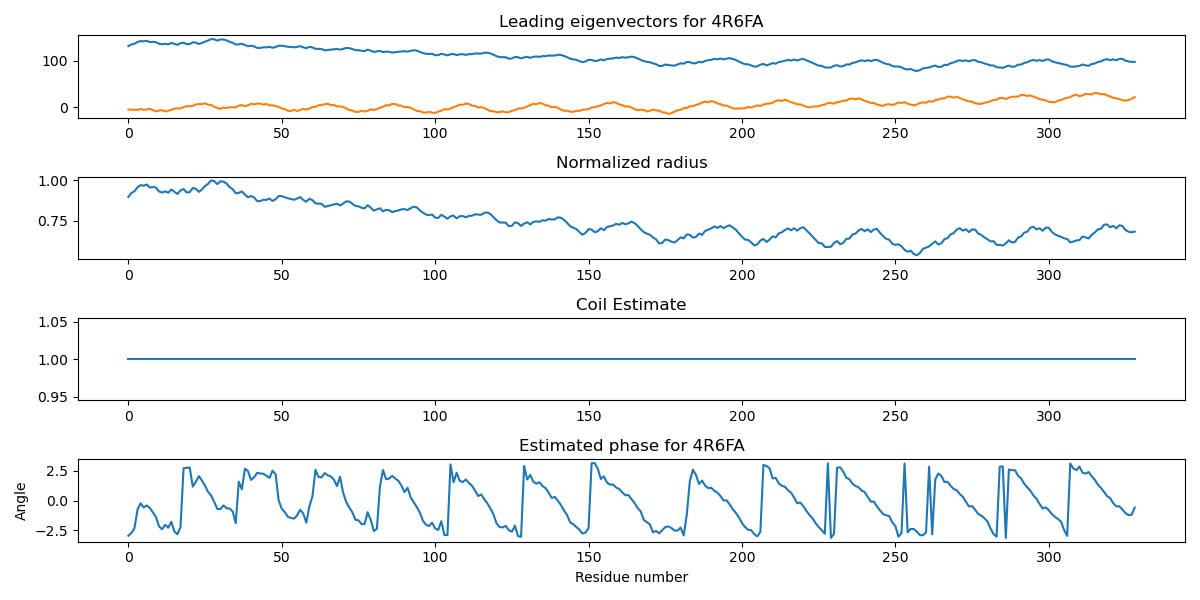 Leading eigenvectors for 4R6FA
100
0
0 50 100 150 200 250 300
Normalized radius
1.00
0.75
0 50 100 150 200 250 300
Coil Estimate
1.05
1.00
0.95
0 50 100 150 200 250 300
Estimated phase for 4R6FA
2.5
0.0
−2.5
Angle
0 50 100 150 200 250 300
Residue number